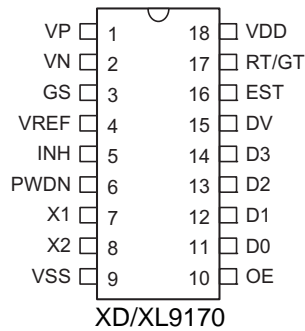 VP 1 18 VDD
VN 2 17 RT/GT
GS 3 16 EST
VREF 4 15 DV
INH 5 14 D3
PWDN 6 13 D2
X1 7 12 D1
X2 8 11 D0
VSS 9 10 OE
XD/XL9170